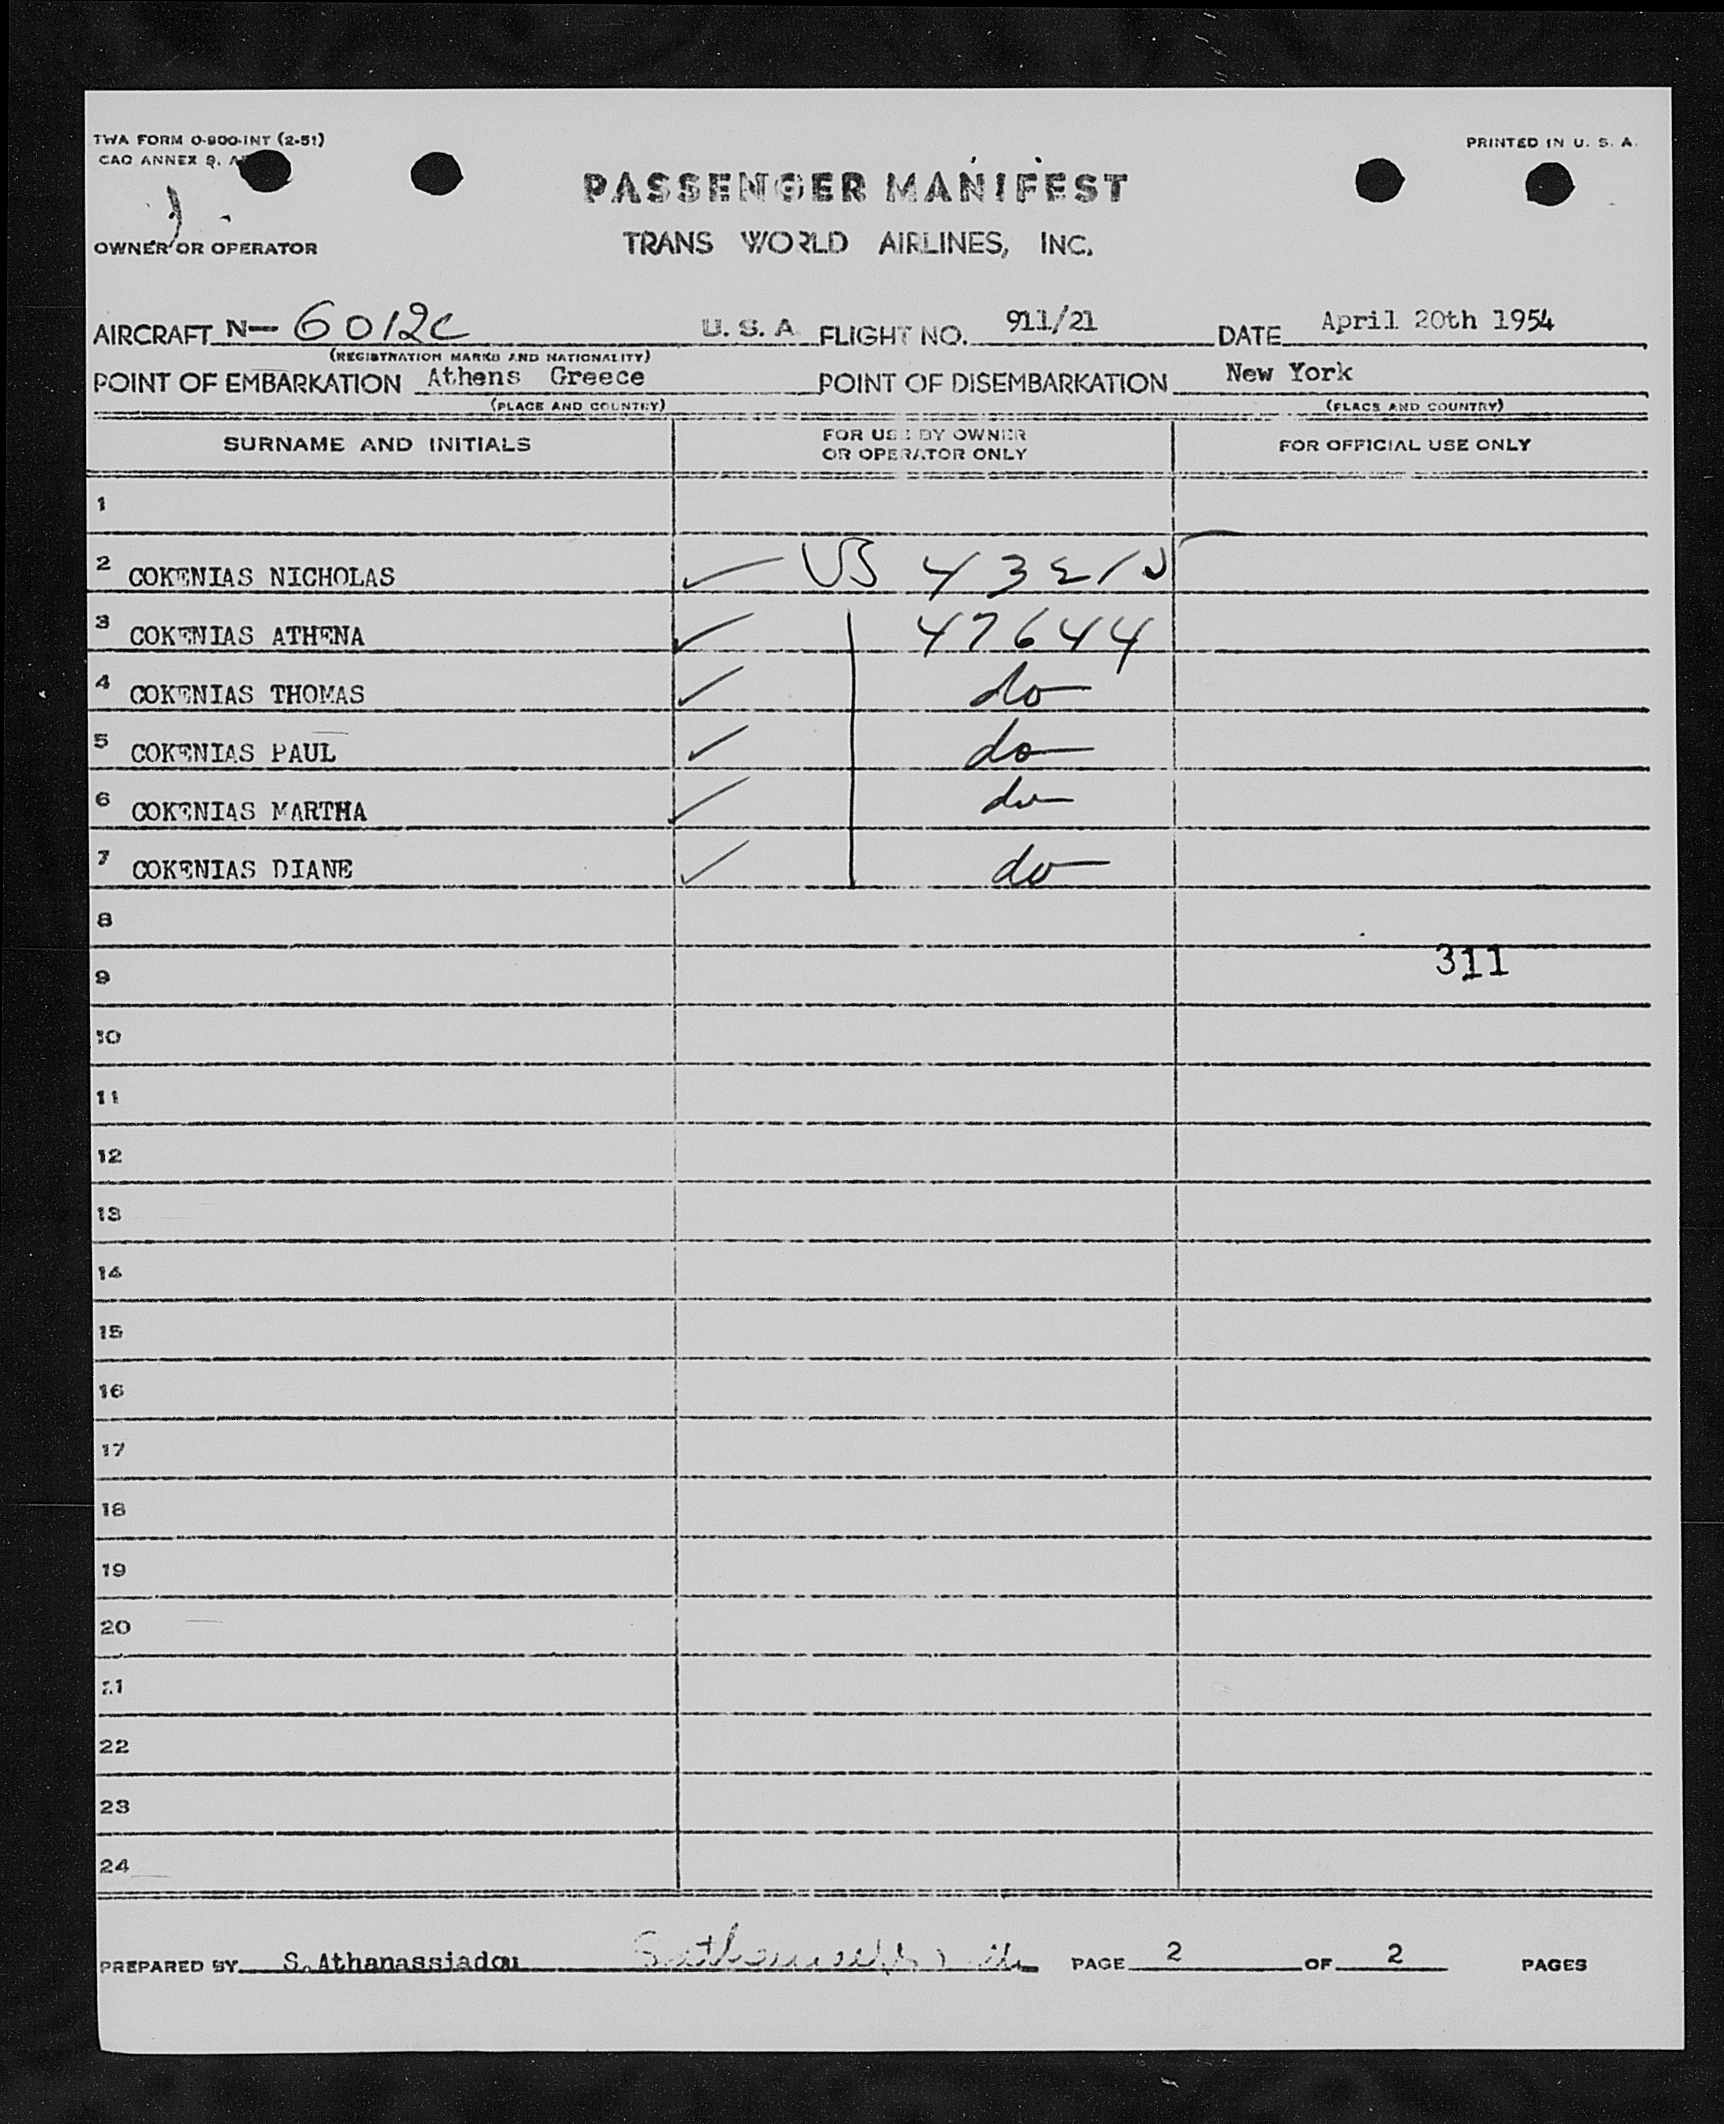 TWA FORM O-800-INT (2-51)
PRINTED IN U. S. A.
CAO ANNEX 9,
PASSENGER MANIFEST
OWNER OR OPERATOR
TRANS WORLD AIRLINES, INC.
AIRCRAFT N— 6012C U. S. A. FLIGHT NO. 911/21 DATE April 20th 1954
(REGISTRATION MARKS AND NATIONALITY)
POINT OF EMBARKATION Athens Greece POINT OF DISEMBARKATION New York
(PLACE AND COUNTRY) (PLACE AND COUNTRY)
SURNAME AND INITIALS FOR USE BY OWNER OR OPERATOR ONLY FOR OFFICIAL USE ONLY
1
2 COKENIAS NICHOLAS ✓
3 COKENIAS ATHENA ✓ 47644
4 COKENIAS THOMAS ✓ do
5 COKENIAS PAUL ✓ do
6 COKENIAS MARTHA ✓ do
7 COKENIAS DIANE ✓ do
8
9 311
10
11
12
13
14
15
16
17
18
19
20
21
22
23
24
PREPARED BY S.Athanassiadou PAGE 2 OF 2 PAGES